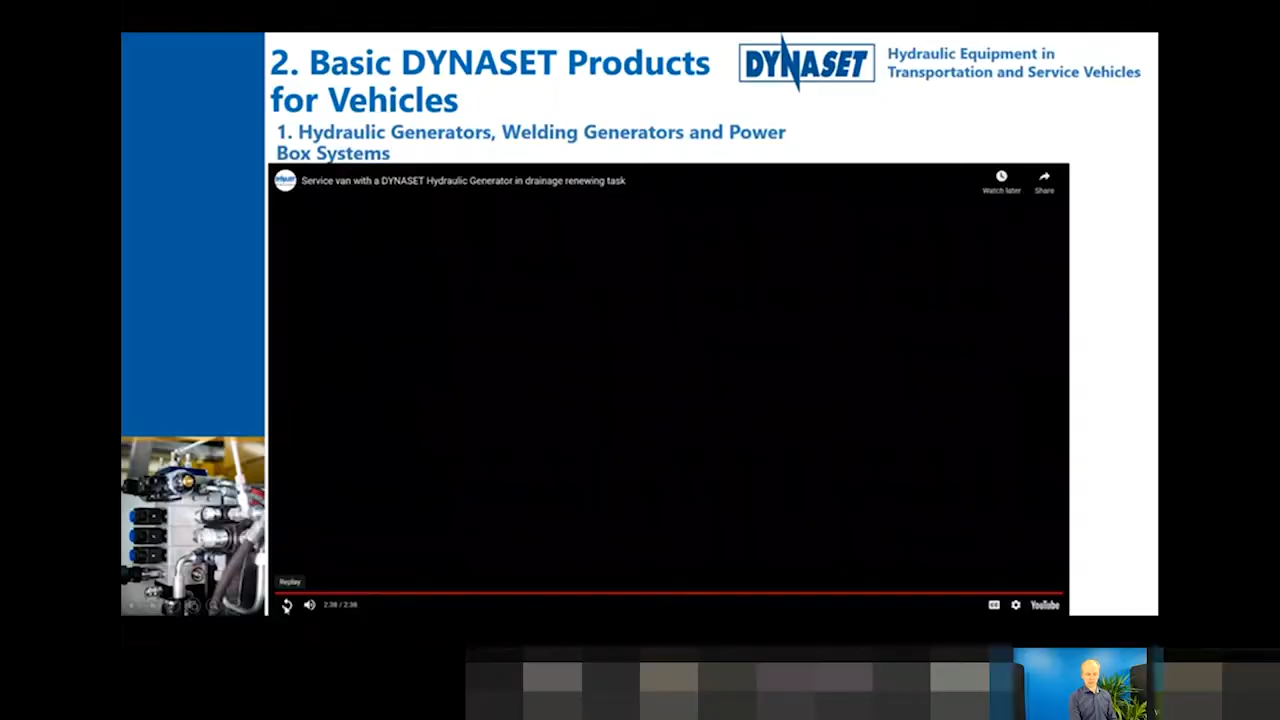 2. Basic DYNASET Products
for Vehicles
DYNASET
Hydraulic Equipment in
Transportation and Service Vehicles
1. Hydraulic Generators, Welding Generators and Power
Box Systems
Service van with a DYNASET Hydraulic Generator in drainage renewing task
Watch later
Share
Replay
2:38 / 2:38
YouTube